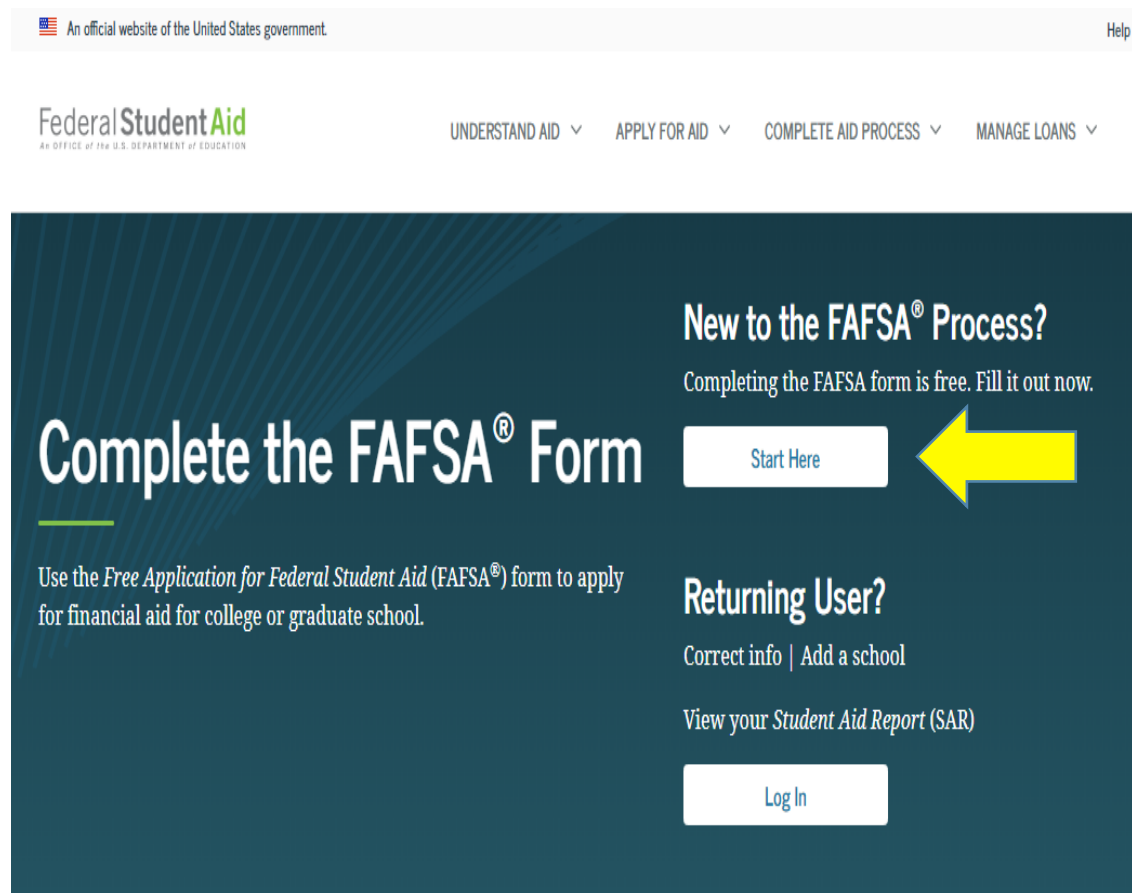 An official website of the United States government.
Help
Federal Student Aid
An OFFICE of the U.S. DEPARTMENT of EDUCATION
UNDERSTAND AID
APPLY FOR AID
COMPLETE AID PROCESS
MANAGE LOANS
New to the FAFSA® Process?
Completing the FAFSA form is free. Fill it out now.
Start Here
Complete the FAFSA® Form
Use the Free Application for Federal Student Aid (FAFSA®) form to apply
for financial aid for college or graduate school.
Returning User?
Correct info | Add a school
View your Student Aid Report (SAR)
Log In